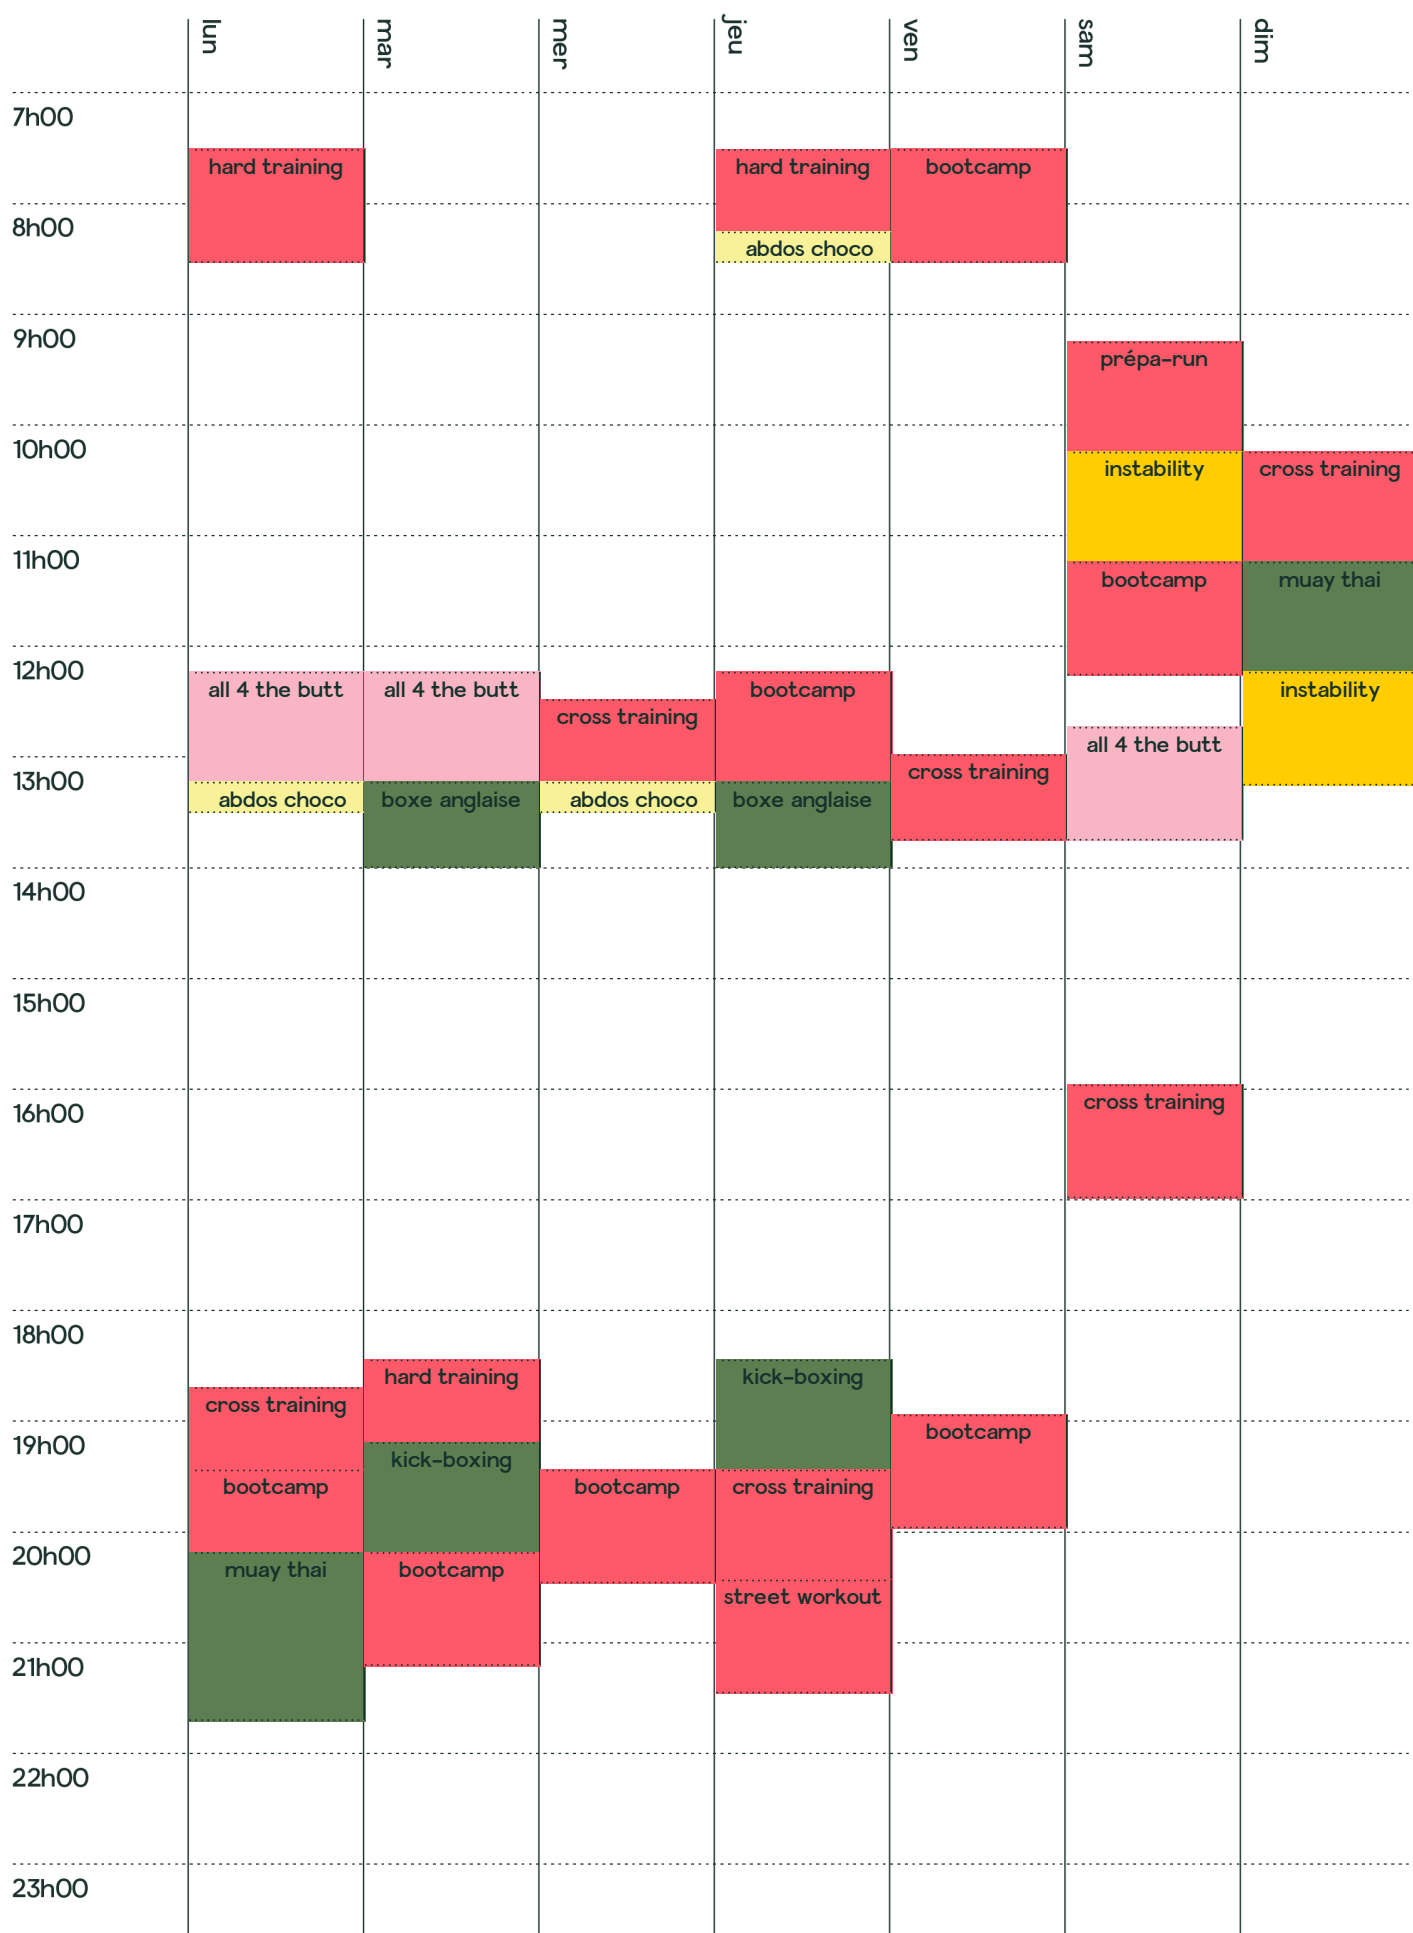 lun
mar
mer
jeu
ven
sam
dim
7h00
hard training
hard training
bootcamp
8h00
abdos choco
9h00
prépa-run
10h00
instability
cross training
11h00
bootcamp
muay thai
12h00
all 4 the butt
all 4 the butt
bootcamp
instability
cross training
all 4 the butt
13h00
cross training
abdos choco
boxe anglaise
abdos choco
boxe anglaise
14h00
15h00
16h00
cross training
17h00
18h00
hard training
kick-boxing
cross training
19h00
bootcamp
kick-boxing
bootcamp
bootcamp
cross training
20h00
muay thai
bootcamp
street workout
21h00
22h00
23h00